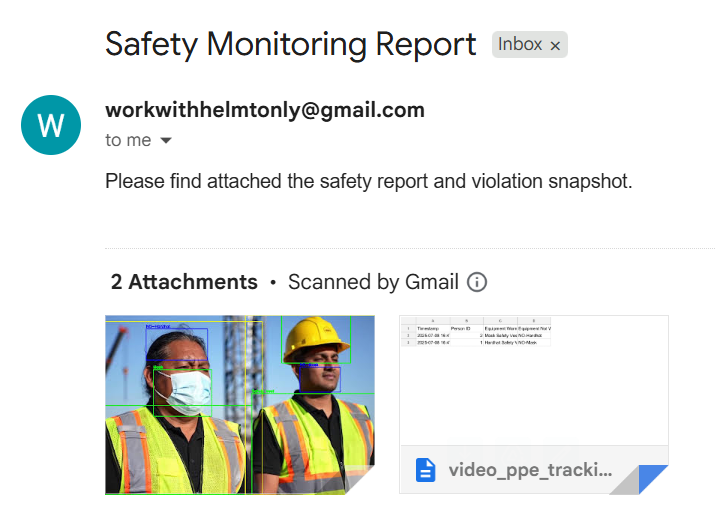 Safety Monitoring Report Inbox ×
W
workwithhelmtonly@gmail.com
to me
Please find attached the safety report and violation snapshot.
2 Attachments • Scanned by Gmail
NO-Hardhat
Mask
A B C D E
1 Timestamp Person ID Equipment Worn Equipment Not V
2 2025-07-08 16:4 2 Mask Safety Ves NO-Hardhat
3 2025-07-08 16:4 1 Hardhat Safety V NO-Mask
video_ppe_tracki...